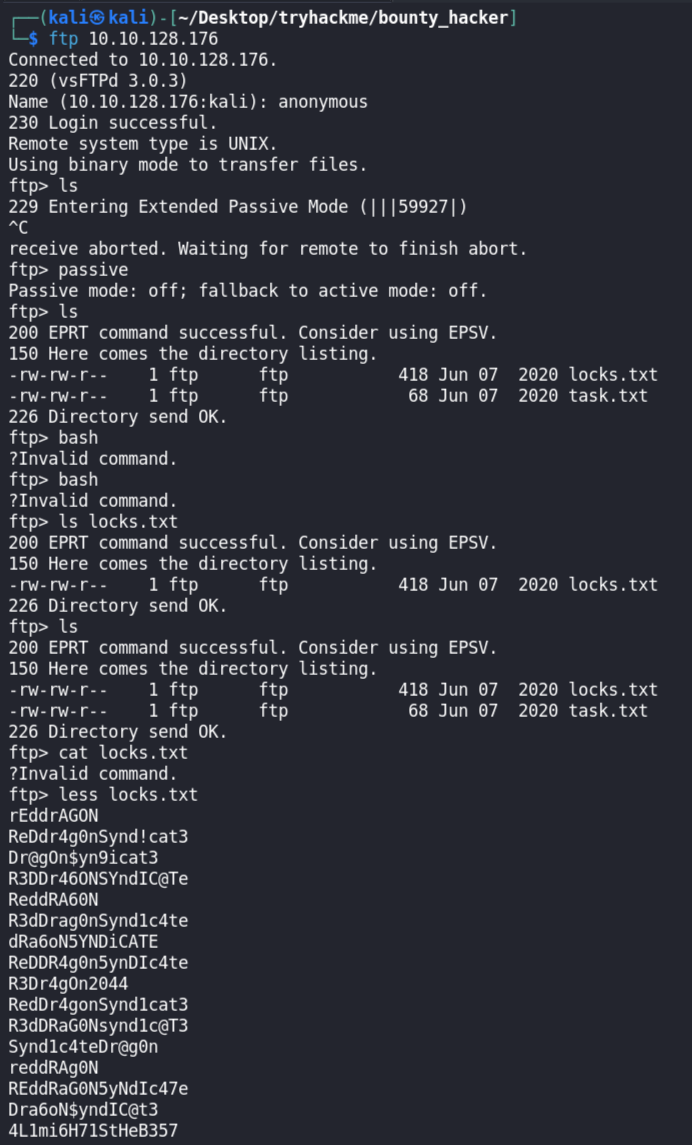 ┌──(kali㉿kali)-[~/Desktop/tryhackme/bounty_hacker]
└─$ ftp 10.10.128.176
Connected to 10.10.128.176.
220 (vsFTPd 3.0.3)
Name (10.10.128.176:kali): anonymous
230 Login successful.
Remote system type is UNIX.
Using binary mode to transfer files.
ftp> ls
229 Entering Extended Passive Mode (|||59927|)
^C
receive aborted. Waiting for remote to finish abort.
ftp> passive
Passive mode: off; fallback to active mode: off.
ftp> ls
200 EPRT command successful. Consider using EPSV.
150 Here comes the directory listing.
-rw-rw-r--    1 ftp      ftp           418 Jun 07  2020 locks.txt
-rw-rw-r--    1 ftp      ftp            68 Jun 07  2020 task.txt
226 Directory send OK.
ftp> bash
?Invalid command.
ftp> bash
?Invalid command.
ftp> ls locks.txt
200 EPRT command successful. Consider using EPSV.
150 Here comes the directory listing.
-rw-rw-r--    1 ftp      ftp           418 Jun 07  2020 locks.txt
226 Directory send OK.
ftp> ls
200 EPRT command successful. Consider using EPSV.
150 Here comes the directory listing.
-rw-rw-r--    1 ftp      ftp           418 Jun 07  2020 locks.txt
-rw-rw-r--    1 ftp      ftp            68 Jun 07  2020 task.txt
226 Directory send OK.
ftp> cat locks.txt
?Invalid command.
ftp> less locks.txt
rEddrAGON
ReDdr4g0nSynd!cat3
Dr@gOn$yn9icat3
R3DDr46ONSYndIC@Te
ReddRA60N
R3dDrag0nSynd1c4te
dRa6oN5YNDiCATE
ReDDR4g0n5ynDIc4te
R3Dr4gOn2044
RedDr4gonSynd1cat3
R3dDRaG0Nsynd1c@T3
Synd1c4teDr@g0n
reddRAg0N
REddRaG0N5yNdIc47e
Dra6oN$yndIC@t3
4L1mi6H71StHeB357